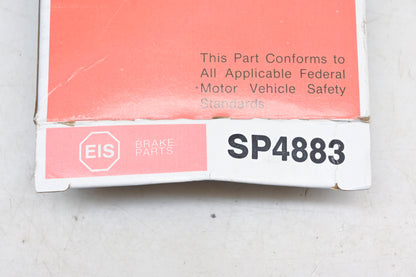 This Part Conforms to
All Applicable Federal
Motor Vehicle Safety
Standards.
EIS
BRAKE
PARTS
SP4883